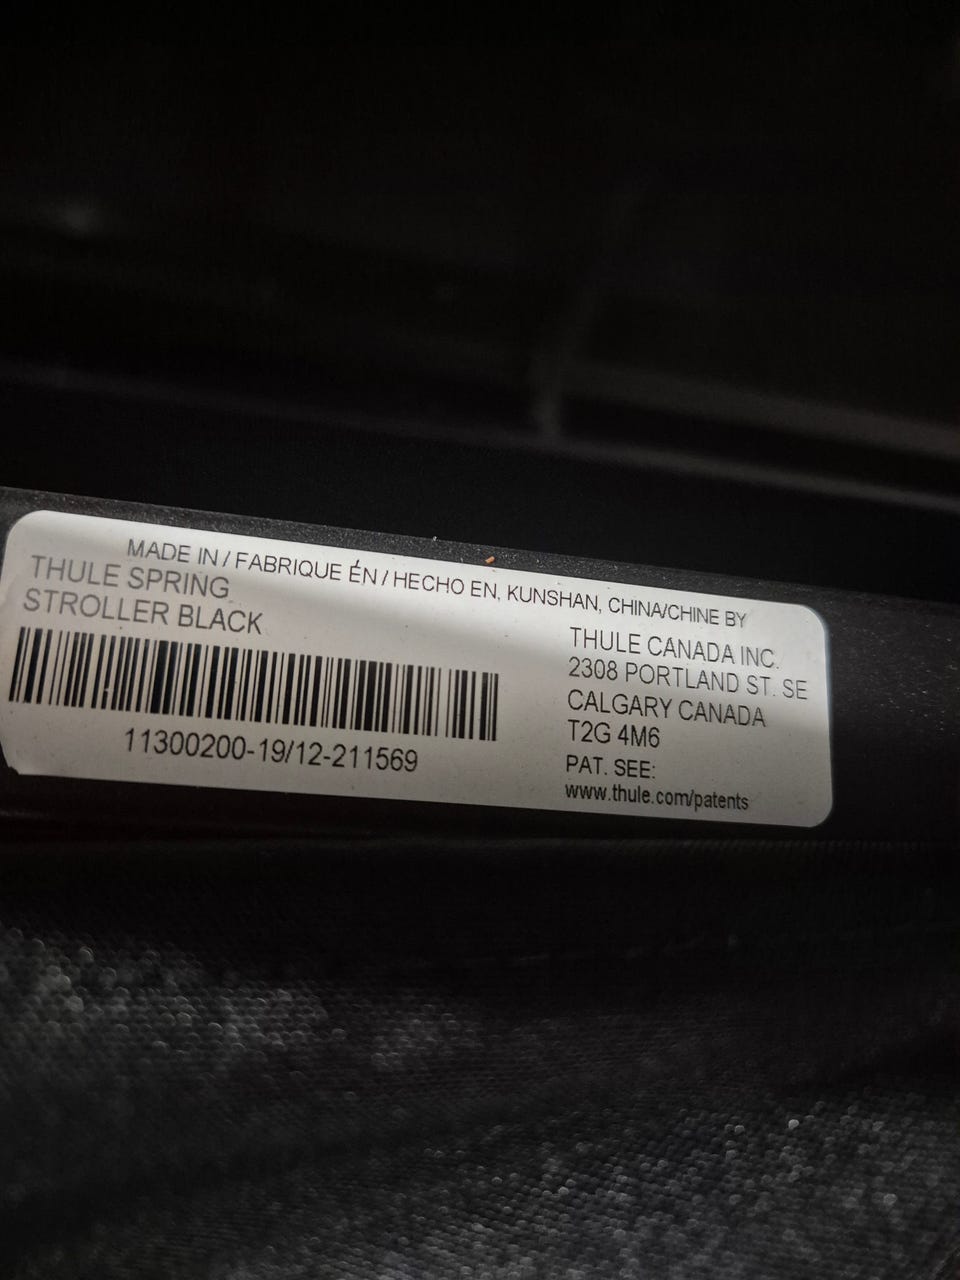 MADE IN / FABRIQUE ÉN / HECHO EN, KUNSHAN, CHINA/CHINE BY
THULE SPRING
STROLLER BLACK
11300200-19/12-211569
THULE CANADA INC.
2308 PORTLAND ST. SE
CALGARY CANADA
T2G 4M6
PAT. SEE:
www.thule.com/patents